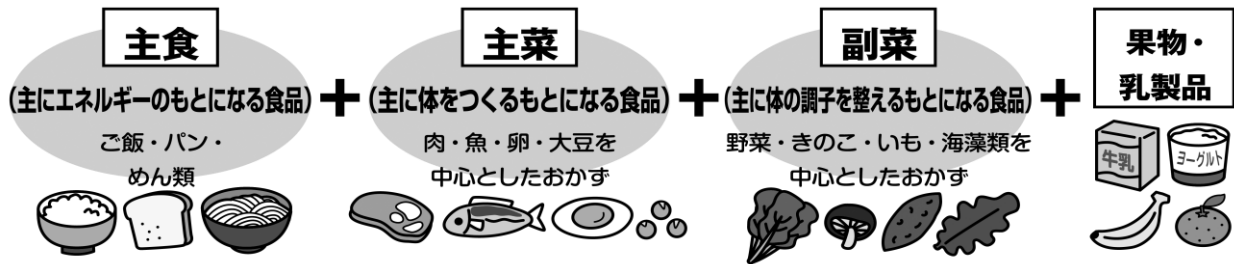 主食
(主にエネルギーのもとになる食品)
ご飯・パン・
めん類
+
主菜
(主に体をつくるもとになる食品)
肉・魚・卵・大豆を
中心としたおかず
+
副菜
(主に体の調子を整えるもとになる食品)
野菜・きのこ・いも・海藻類を
中心としたおかず
+
果物・
乳製品
牛乳
ヨーグルト